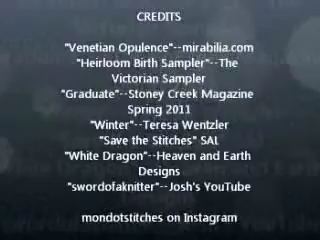 CREDITS
"Venetian Opulence"--mirabilia.com
"Heirloom Birth Sampler"--The
Victorian Sampler
"Graduate"--Stoney Creek Magazine
Spring 2011
"Winter"--Teresa Wentzler
"Save the Stitches" SAL
"White Dragon"--Heaven and Earth
Designs
"swordofaknitter"--Josh's YouTube
mondotstitches on Instagram